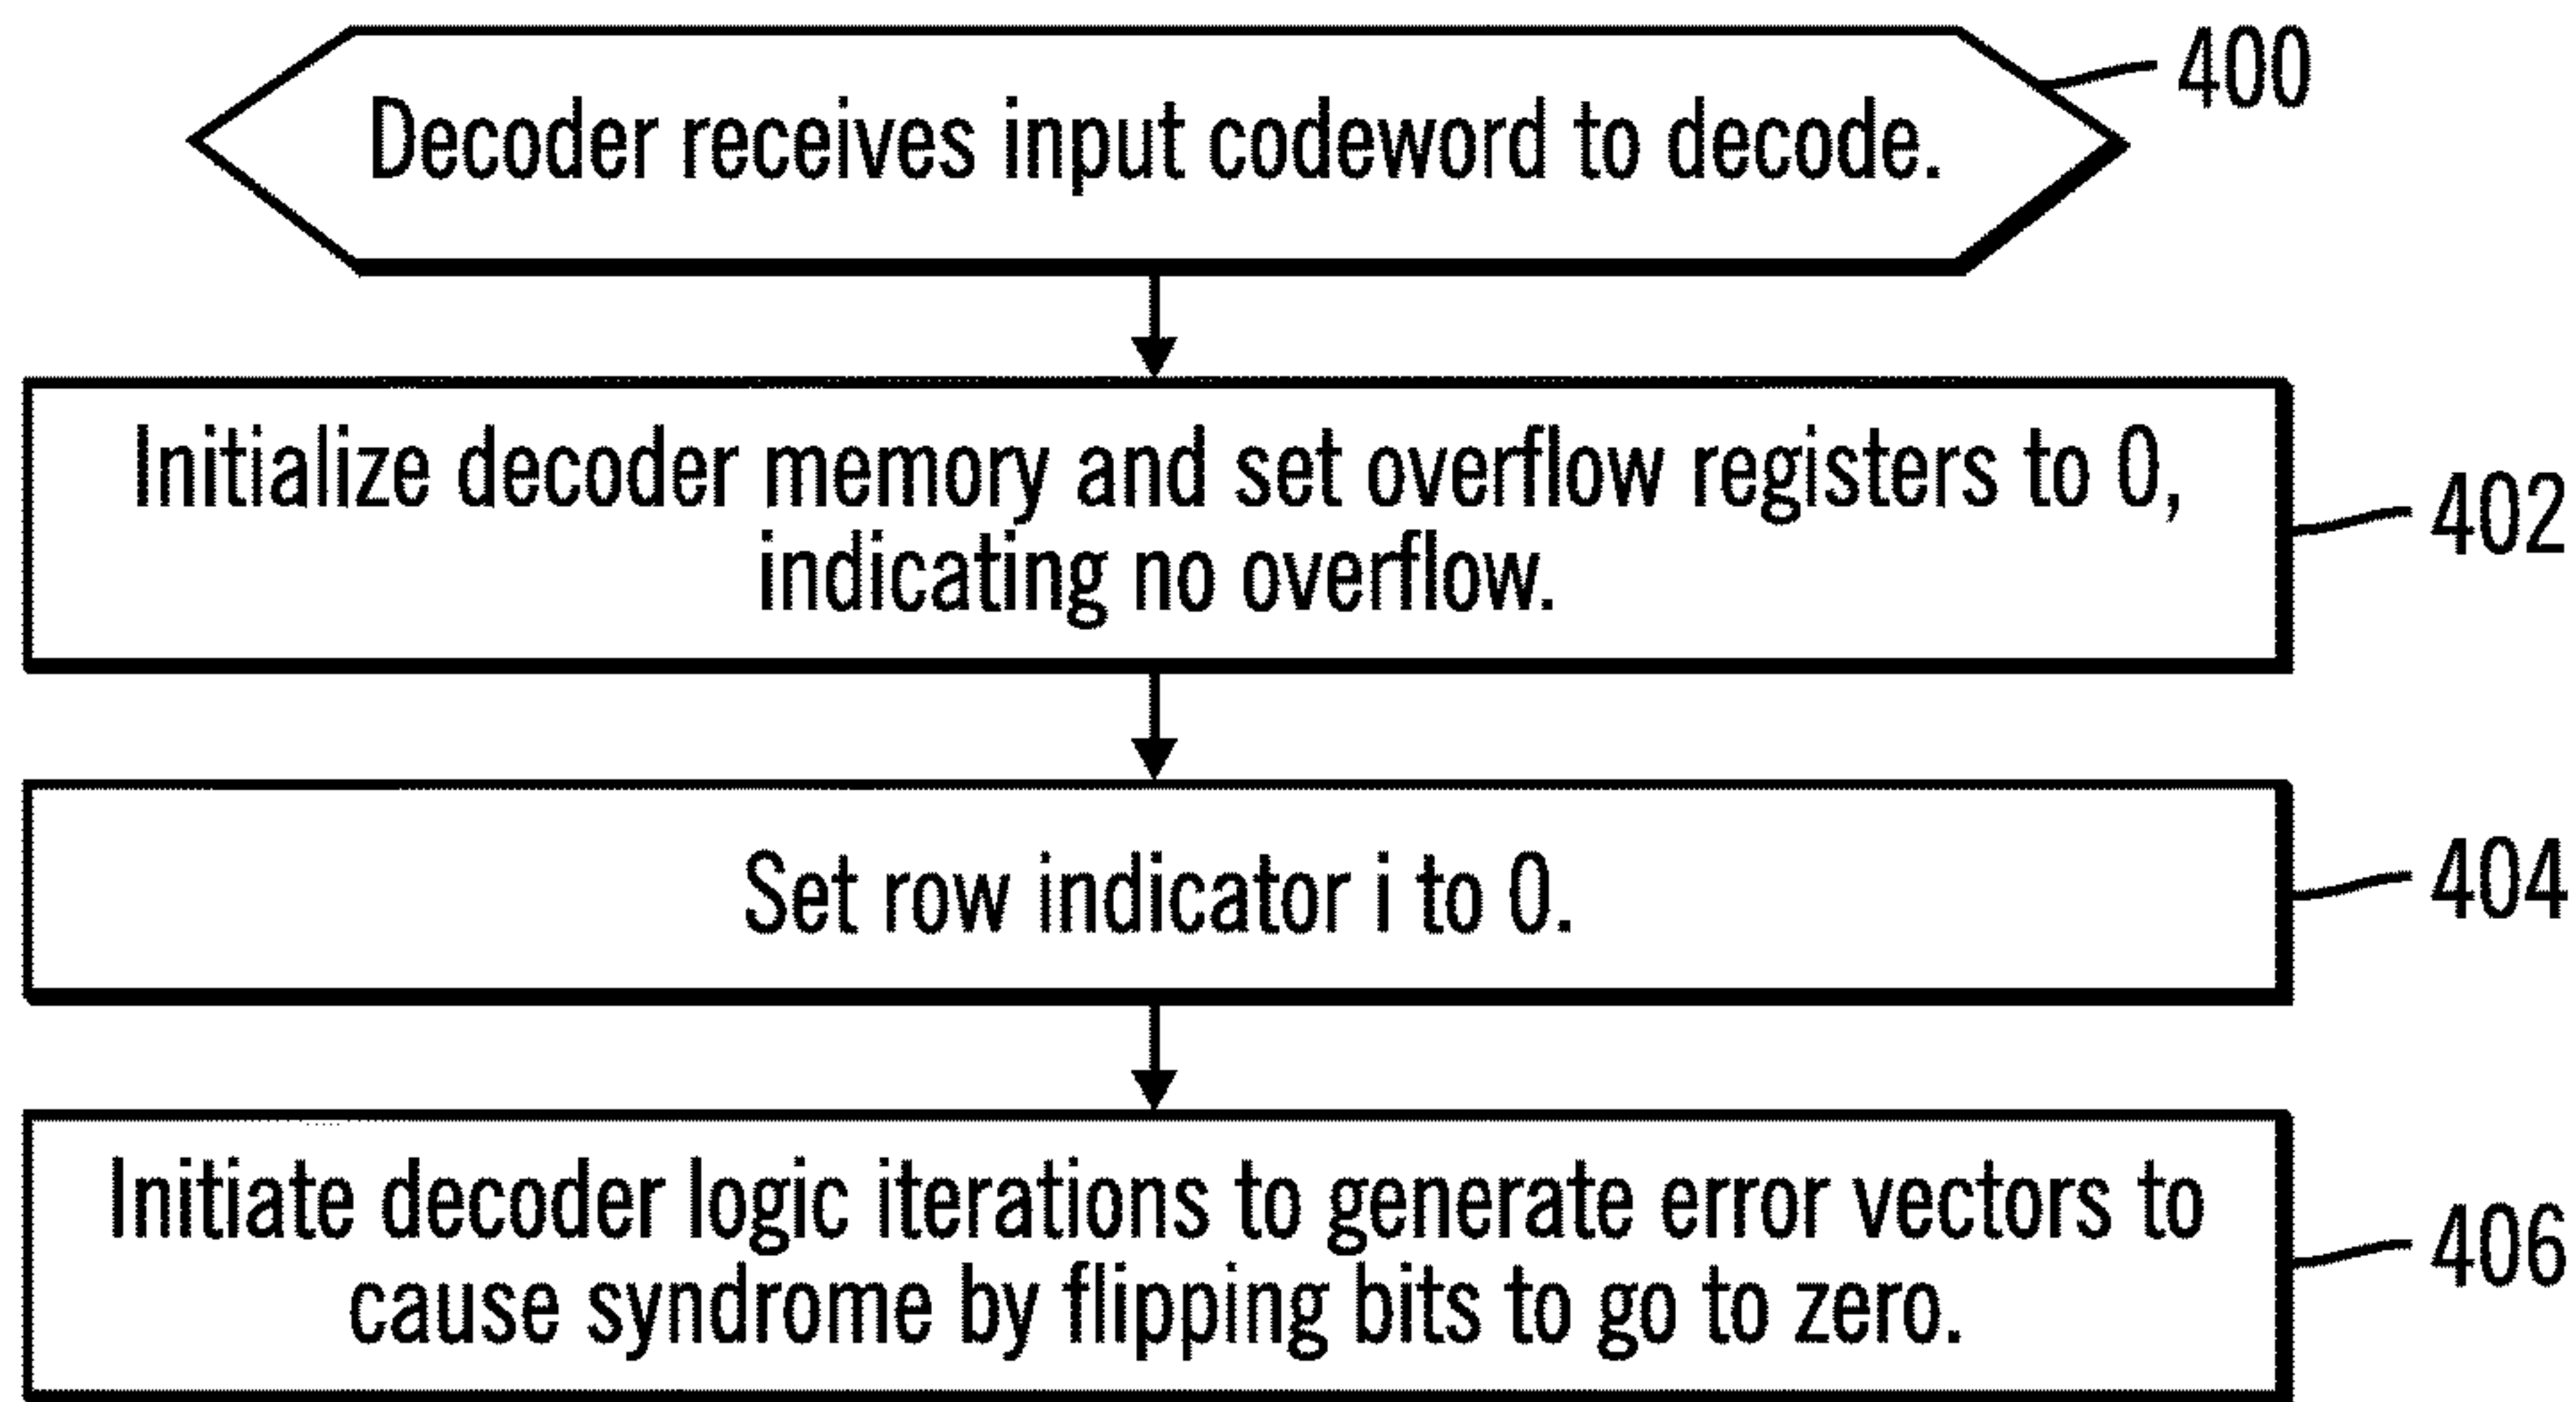 400
Decoder receives input codeword to decode.
Initialize decoder memory and set overflow registers to 0,
indicating no overflow.
402
Set row indicator i to 0.
404
Initiate decoder logic iterations to generate error vectors to
cause syndrome by flipping bits to go to zero.
406